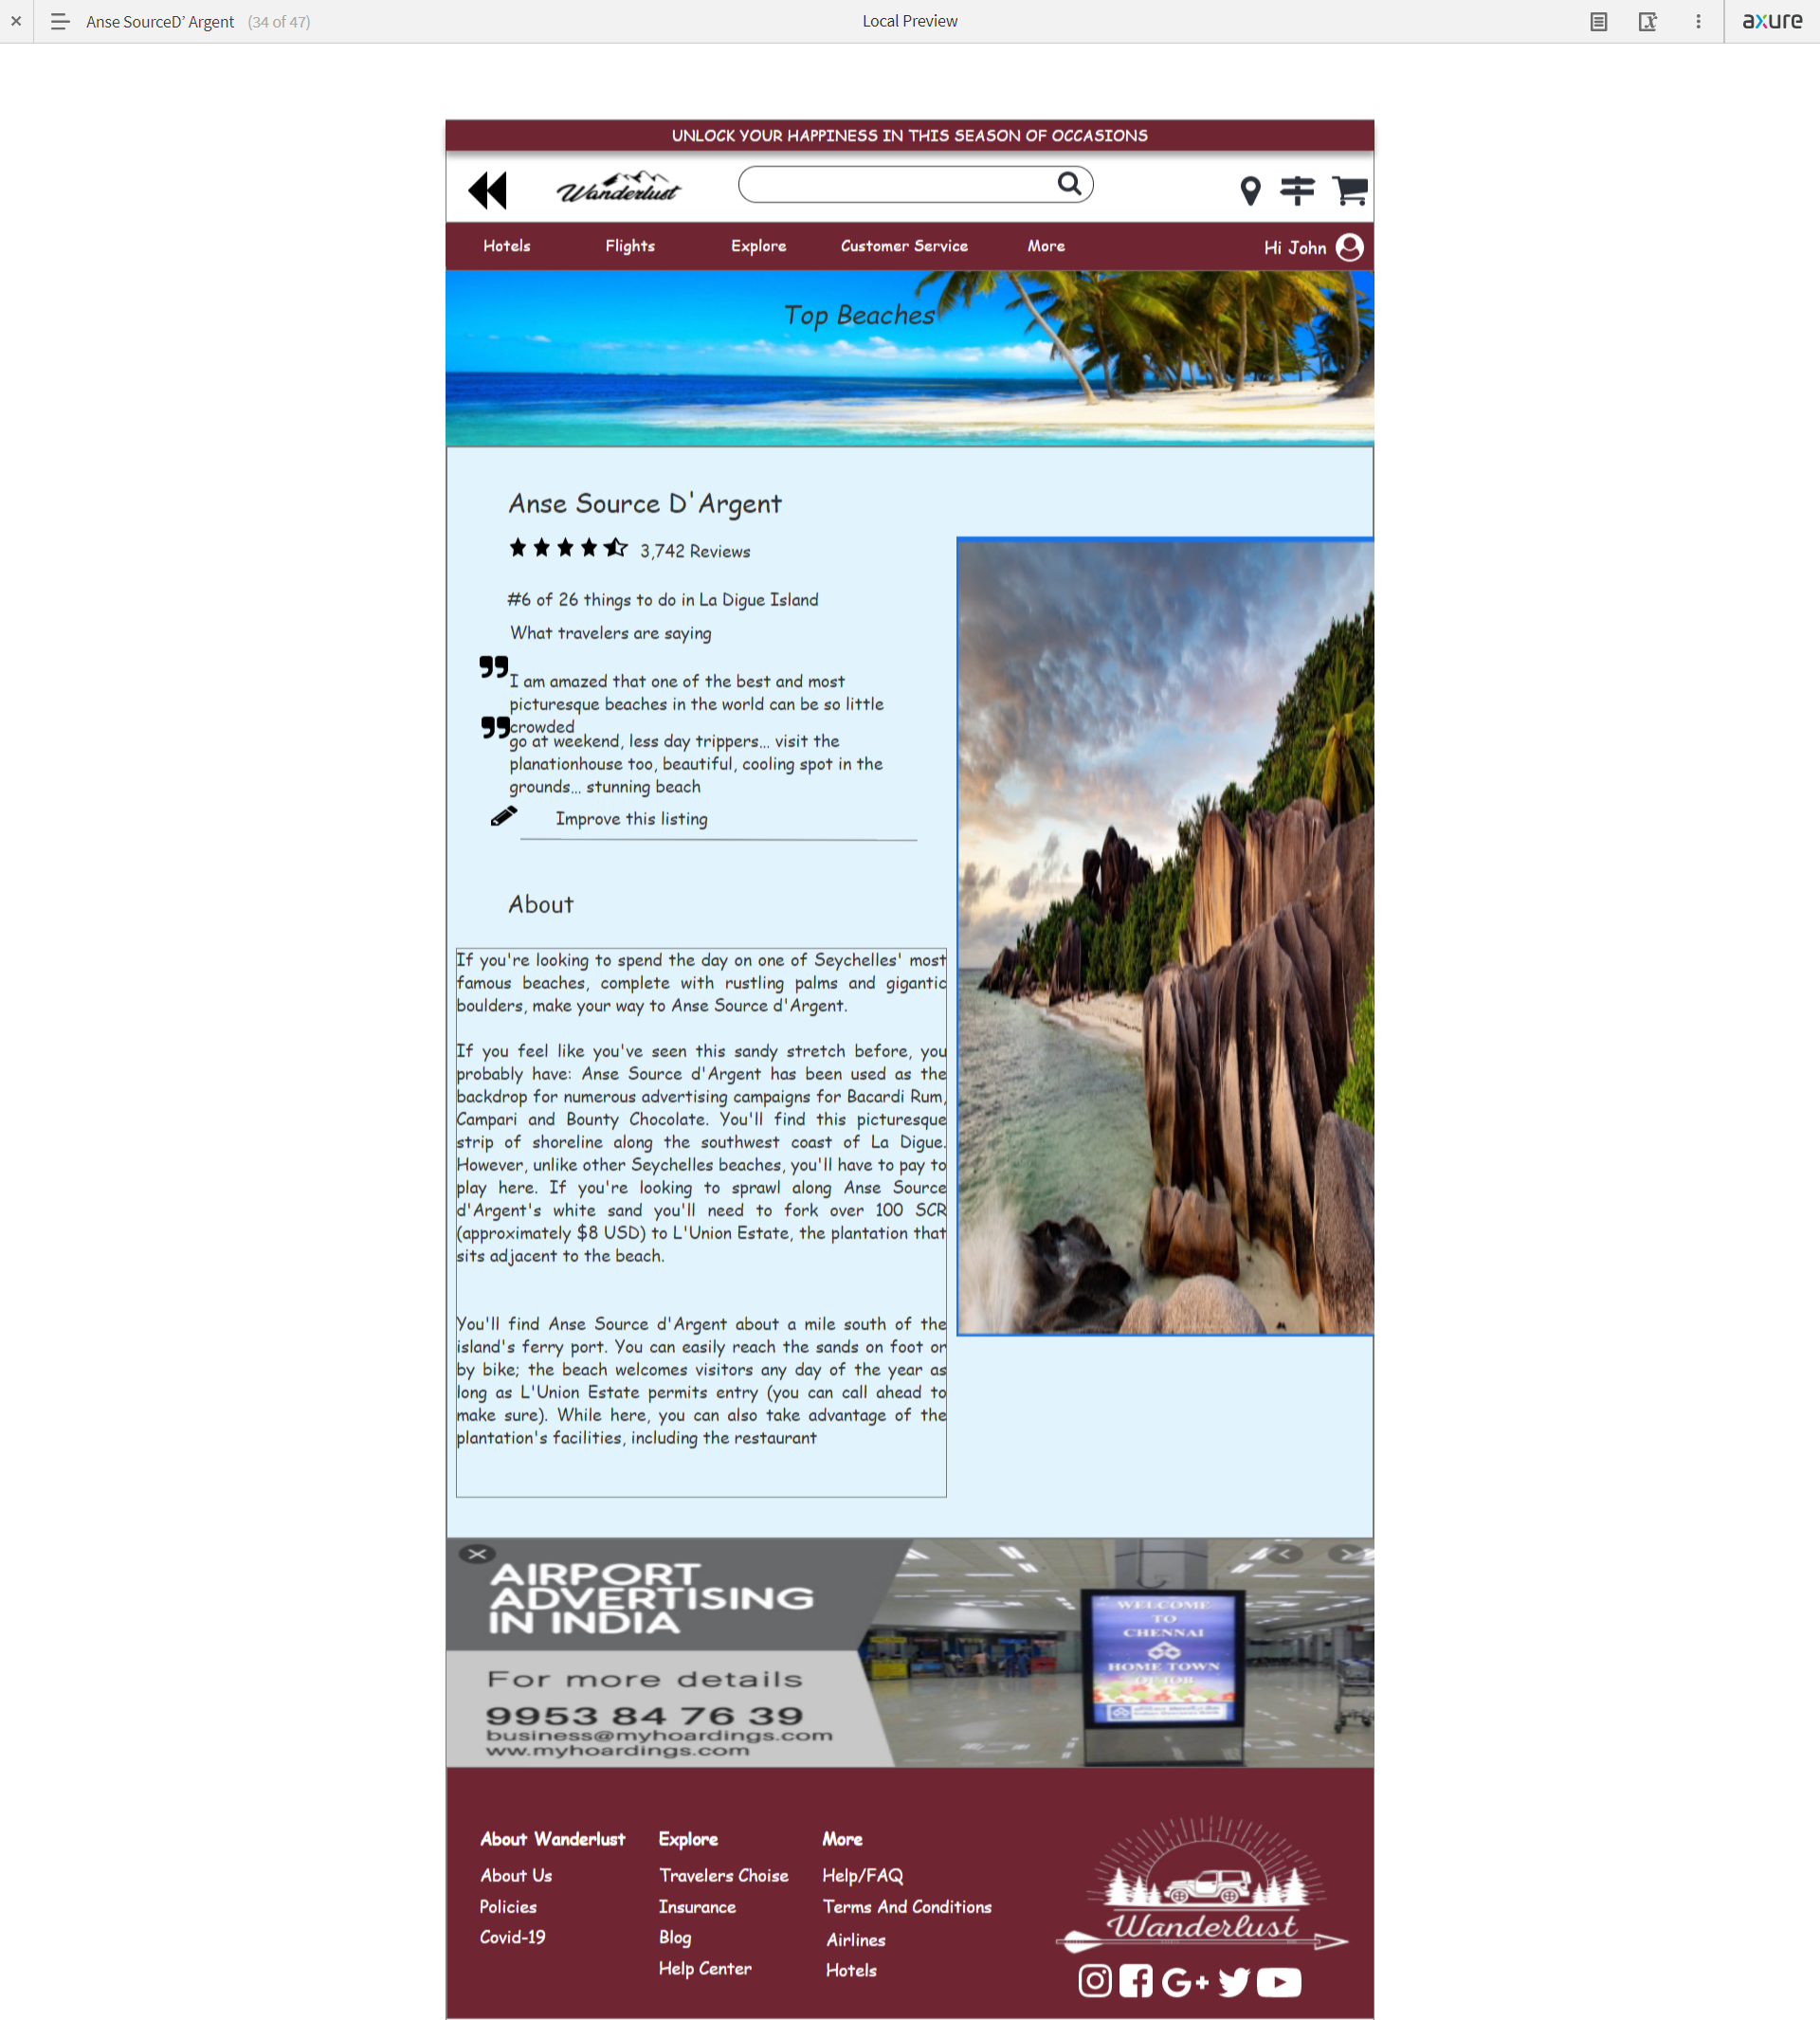 Anse SourceD' Argent (34 of 47)
Local Preview
axure
UNLOCK YOUR HAPPINESS IN THIS SEASON OF OCCASIONS
Wanderlust
Hotels
Flights
Explore
Customer Service
More
Hi John
Top Beaches
Anse Source D'Argent
3,742 Reviews
#6 of 26 things to do in La Digue Island
What travelers are saying
I am amazed that one of the best and most
picturesque beaches in the world can be so little
crowded
go at weekend, less day trippers... visit the
planationhouse too, beautiful, cooling spot in the
grounds... stunning beach
Improve this listing
About
If you're looking to spend the day on one of Seychelles' most
famous beaches, complete with rustling palms and gigantic
boulders, make your way to Anse Source d'Argent.
If you feel like you've seen this sandy stretch before, you
probably have: Anse Source d'Argent has been used as the
backdrop for numerous advertising campaigns for Bacardi Rum,
Campari and Bounty Chocolate. You'll find this picturesque
strip of shoreline along the southwest coast of La Digue.
However, unlike other Seychelles beaches, you'll have to pay to
play here. If you're looking to sprawl along Anse Source
d'Argent's white sand you'll need to fork over 100 SCR
(approximately $8 USD) to L'Union Estate, the plantation that
sits adjacent to the beach.
You'll find Anse Source d'Argent about a mile south of the
island's ferry port. You can easily reach the sands on foot or
by bike; the beach welcomes visitors any day of the year as
long as L'Union Estate permits entry (you can call ahead to
make sure). While here, you can also take advantage of the
plantation's facilities, including the restaurant
AIRPORT
ADVERTISING
IN INDIA
For more details
9953 84 76 39
business@myhoardings.com
ww.myhoardings.com
WELCOME
TO
CHENNAI
HOME TOWN
OF IOB
About Wanderlust
About Us
Policies
Covid-19
Explore
Travelers Choise
Insurance
Blog
Help Center
More
Help/FAQ
Terms And Conditions
Airlines
Hotels
Wanderlust